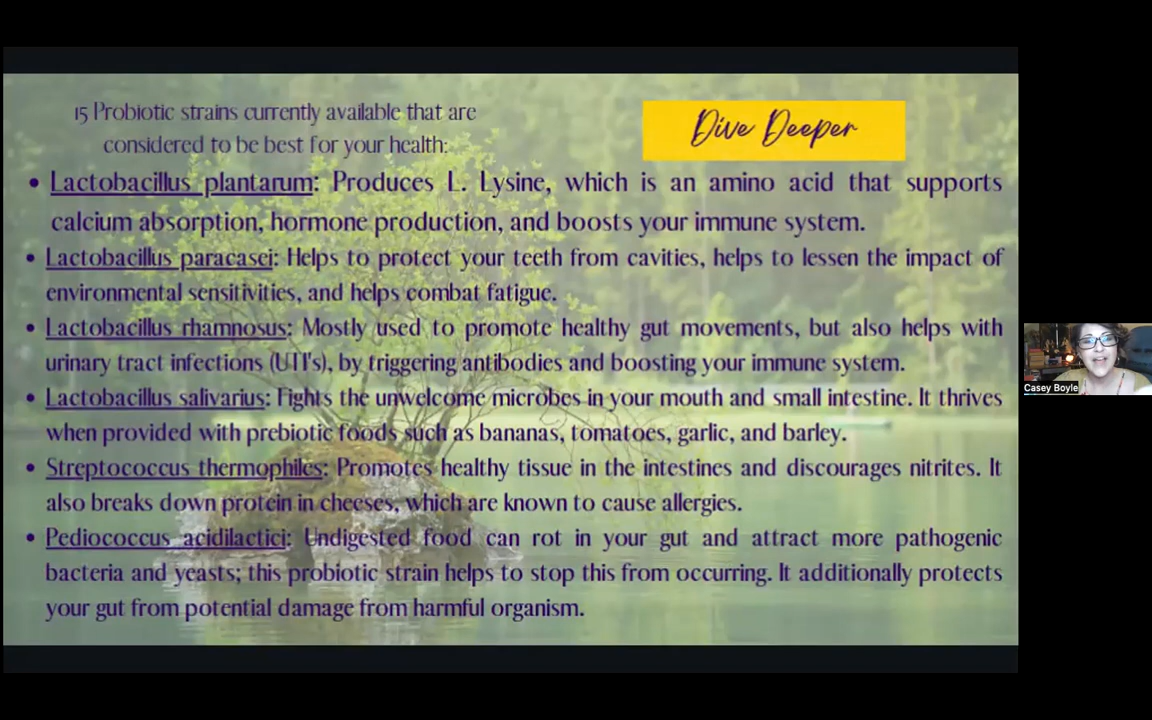 15 Probiotic strains currently available that are
considered to be best for your health:
Dive Deeper
• Lactobacillus plantarum: Produces L. Lysine, which is an amino acid that supports
calcium absorption, hormone production, and boosts your immune system.
• Lactobacillus paracasei: Helps to protect your teeth from cavities, helps to lessen the impact of
environmental sensitivities, and helps combat fatigue.
• Lactobacillus rhamnosus: Mostly used to promote healthy gut movements, but also helps with
urinary tract infections (UTI's), by triggering antibodies and boosting your immune system.
• Lactobacillus salivarius: Fights the unwelcome microbes in your mouth and small intestine. It thrives
when provided with prebiotic foods such as bananas, tomatoes, garlic, and barley.
• Streptococcus thermophiles: Promotes healthy tissue in the intestines and discourages nitrites. It
also breaks down protein in cheeses, which are known to cause allergies.
• Pediococcus acidilactici: Undigested food can rot in your gut and attract more pathogenic
bacteria and yeasts; this probiotic strain helps to stop this from occurring. It additionally protects
your gut from potential damage from harmful organism.
Casey Boyle